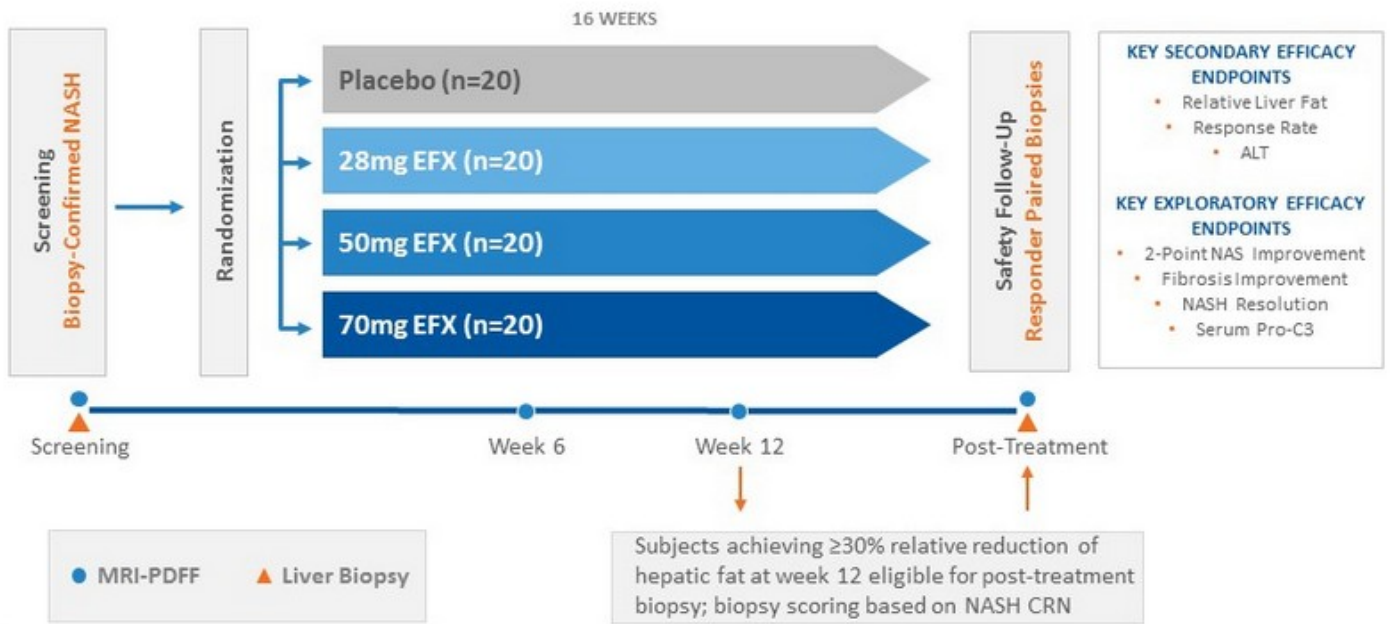 16 WEEKS
Screening
Biopsy-Confirmed NASH
Randomization
Placebo (n=20)
28mg EFX (n=20)
50mg EFX (n=20)
70mg EFX (n=20)
Safety Follow-Up
Responder Paired Biopsies
KEY SECONDARY EFFICACY
ENDPOINTS
• Relative Liver Fat
• Response Rate
• ALT
KEY EXPLORATORY EFFICACY
ENDPOINTS
• 2-Point NAS Improvement
• Fibrosis Improvement
• NASH Resolution
• Serum Pro-C3
Screening
Week 6
Week 12
Post-Treatment
MRI-PDFF
Liver Biopsy
Subjects achieving ≥30% relative reduction of
hepatic fat at week 12 eligible for post-treatment
biopsy; biopsy scoring based on NASH CRN